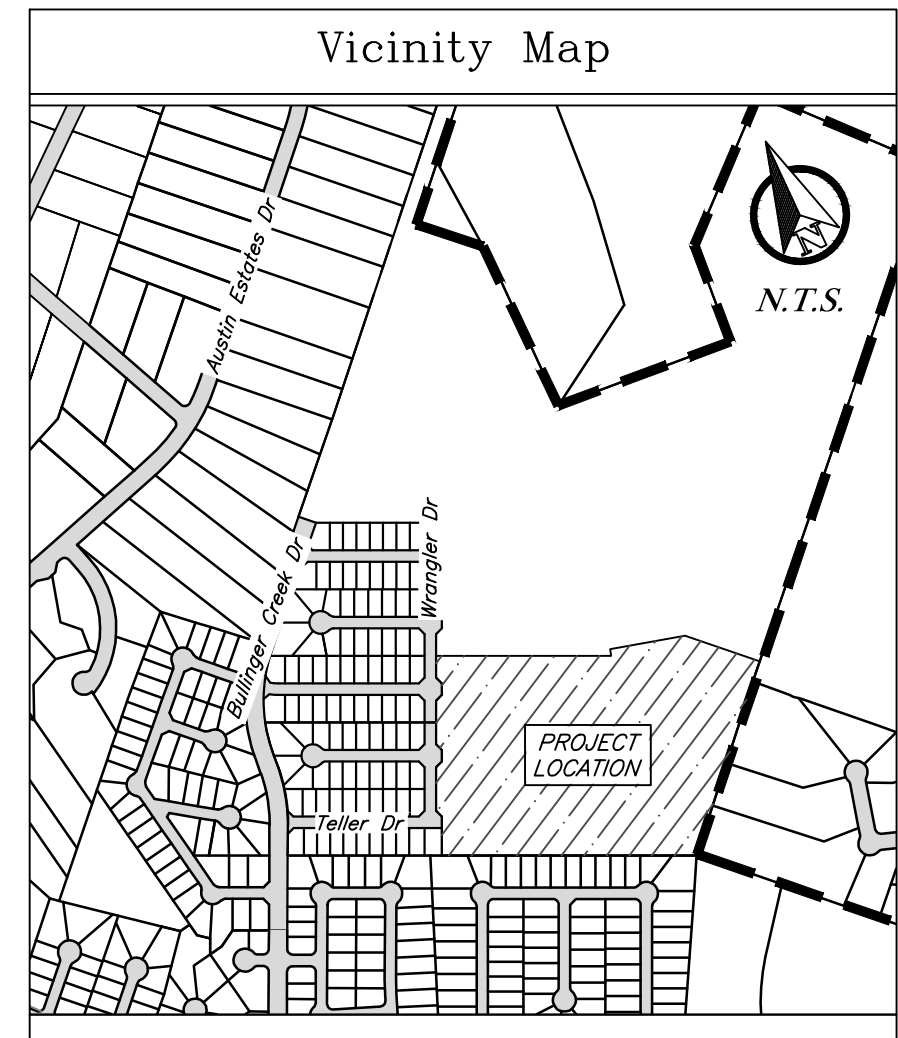 Vicinity Map
Austin Estates Dr
N
N.T.S.
Wrangler Dr
Bullinger Creek Dr
PROJECT
LOCATION
Teller Dr